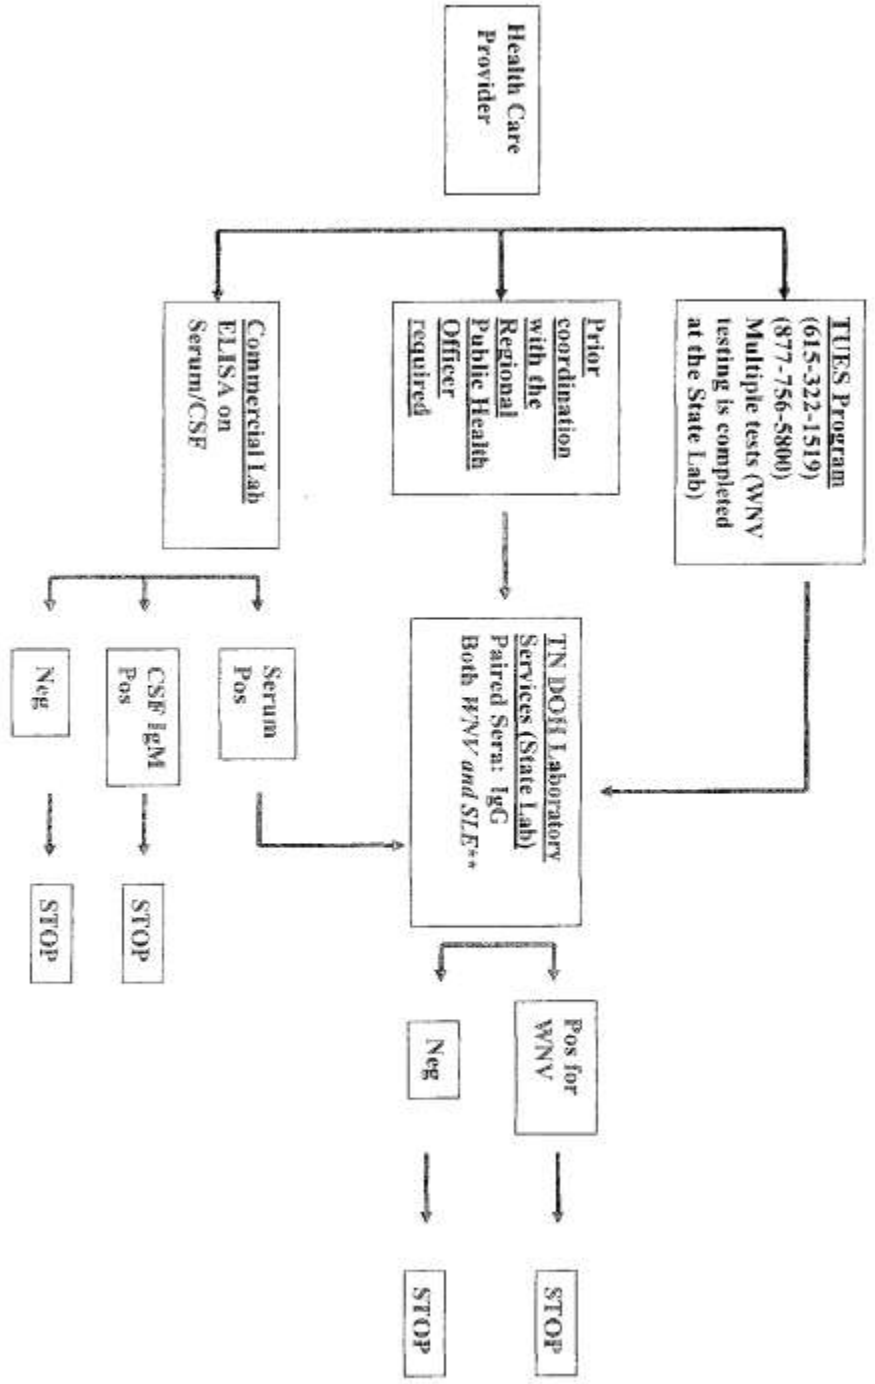 Health Care
Provider
TUES Program
(615-322-1519)
(877-756-5800)
Multiple tests (WNV
testing is completed
at the State Lab)
Prior
coordination
with the
Regional
Public Health
Officer
required
Commercial Lab
ELISA on
Serum/CSF
TN DOH Laboratory
Services (State Lab)
Paired Sera: IgG
Both WNV and SLE**
Serum
Pos
CSF IgM
Pos
Neg
STOP
STOP
Pos for
WNV
Neg
STOP
STOP